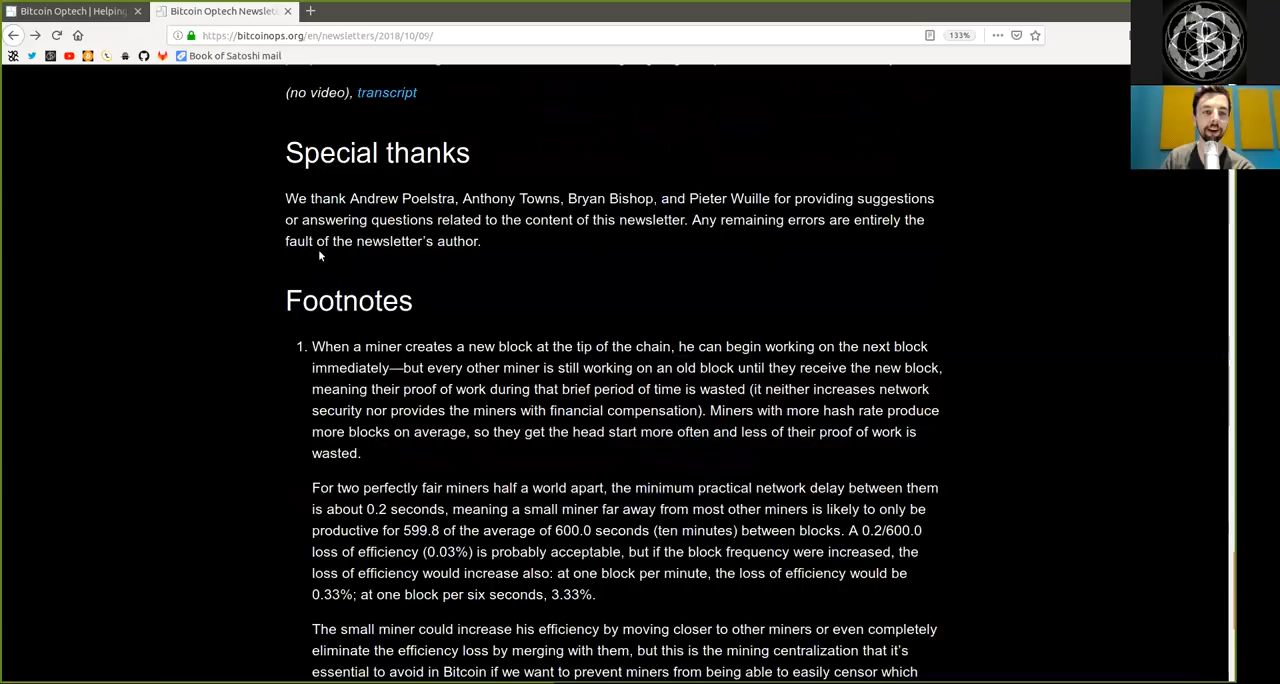 Bitcoin Optech | Helping
Bitcoin Optech Newslett
https://bitcoinops.org/en/newsletters/2018/10/09/
133%
Book of Satoshi mail
(no video), transcript
Special thanks
We thank Andrew Poelstra, Anthony Towns, Bryan Bishop, and Pieter Wuille for providing suggestions
or answering questions related to the content of this newsletter. Any remaining errors are entirely the
fault of the newsletter's author.
Footnotes
1. When a miner creates a new block at the tip of the chain, he can begin working on the next block
immediately—but every other miner is still working on an old block until they receive the new block,
meaning their proof of work during that brief period of time is wasted (it neither increases network
security nor provides the miners with financial compensation). Miners with more hash rate produce
more blocks on average, so they get the head start more often and less of their proof of work is
wasted.
For two perfectly fair miners half a world apart, the minimum practical network delay between them
is about 0.2 seconds, meaning a small miner far away from most other miners is likely to only be
productive for 599.8 of the average of 600.0 seconds (ten minutes) between blocks. A 0.2/600.0
loss of efficiency (0.03%) is probably acceptable, but if the block frequency were increased, the
loss of efficiency would increase also: at one block per minute, the loss of efficiency would be
0.33%; at one block per six seconds, 3.33%.
The small miner could increase his efficiency by moving closer to other miners or even completely
eliminate the efficiency loss by merging with them, but this is the mining centralization that it's
essential to avoid in Bitcoin if we want to prevent miners from being able to easily censor which